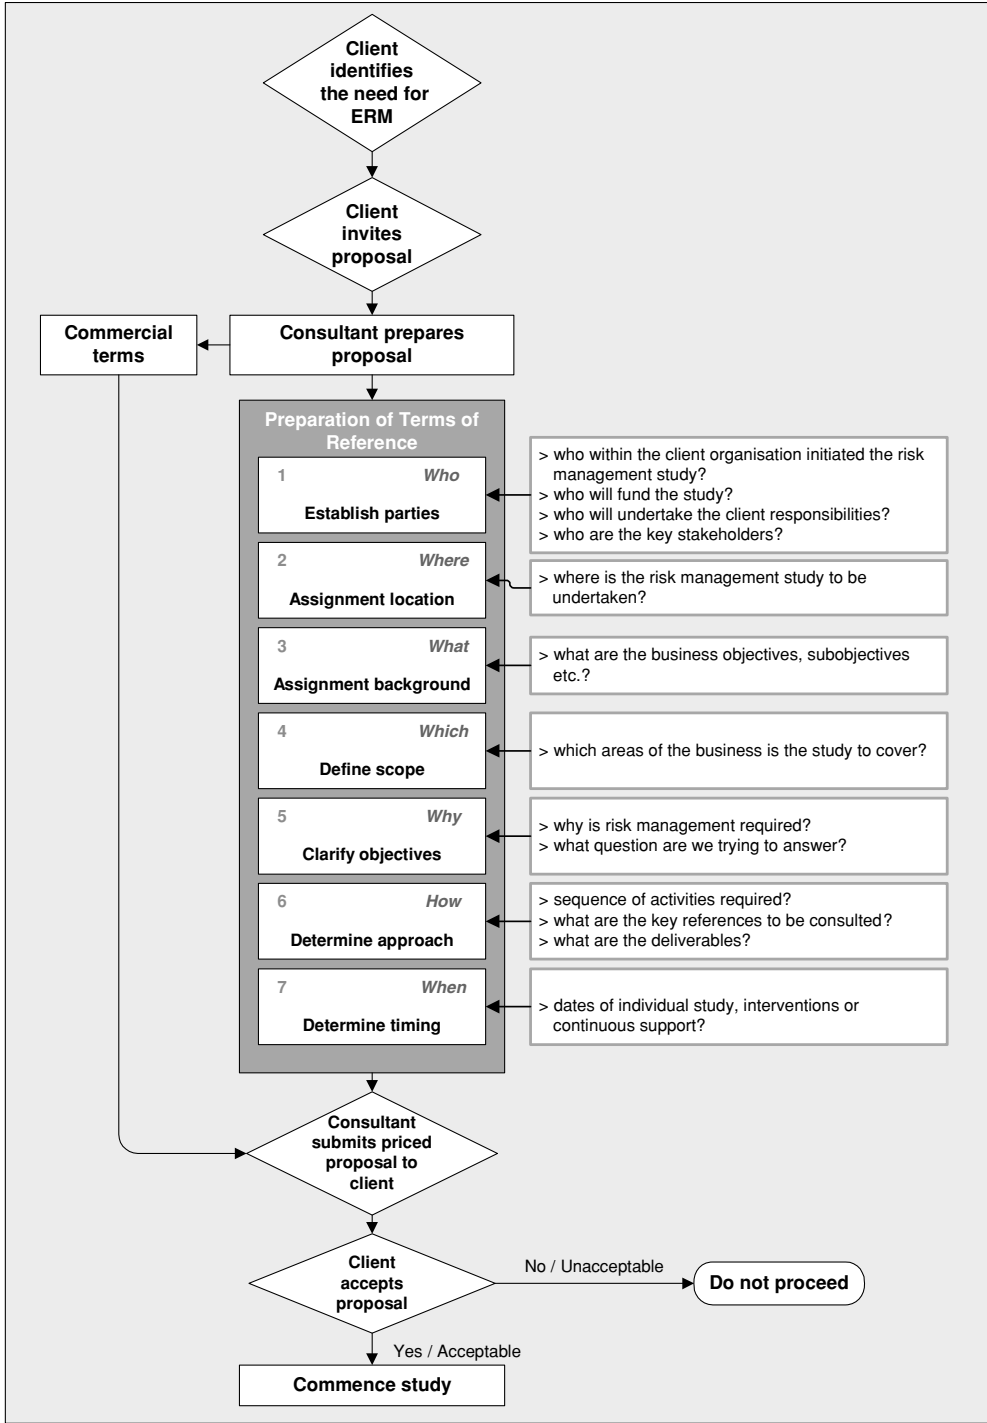 Client
identifies
the need for
ERM
Client
invites
proposal
Commercial
terms
Consultant prepares
proposal
Preparation of Terms of
Reference
1 Who
Establish parties
> who within the client organisation initiated the risk
management study?
> who will fund the study?
> who will undertake the client responsibilities?
> who are the key stakeholders?
2 Where
Assignment location
> where is the risk management study to be
undertaken?
3 What
Assignment background
> what are the business objectives, subobjectives
etc.?
4 Which
Define scope
> which areas of the business is the study to cover?
5 Why
Clarify objectives
> why is risk management required?
> what question are we trying to answer?
6 How
Determine approach
> sequence of activities required?
> what are the key references to be consulted?
> what are the deliverables?
7 When
Determine timing
> dates of individual study, interventions or
continuous support?
Consultant
submits priced
proposal to
client
Client
accepts
proposal
No / Unacceptable
Do not proceed
Yes / Acceptable
Commence study